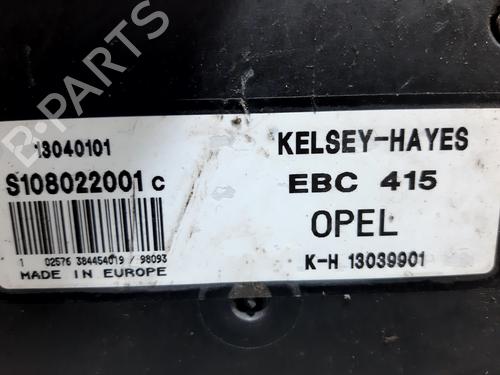 B-PARTS
13040101
S108022001 C
1 02576 384454019 / 98093
MADE IN EUROPE
KELSEY-HAYES
EBC 415
OPEL
K-H 13039901